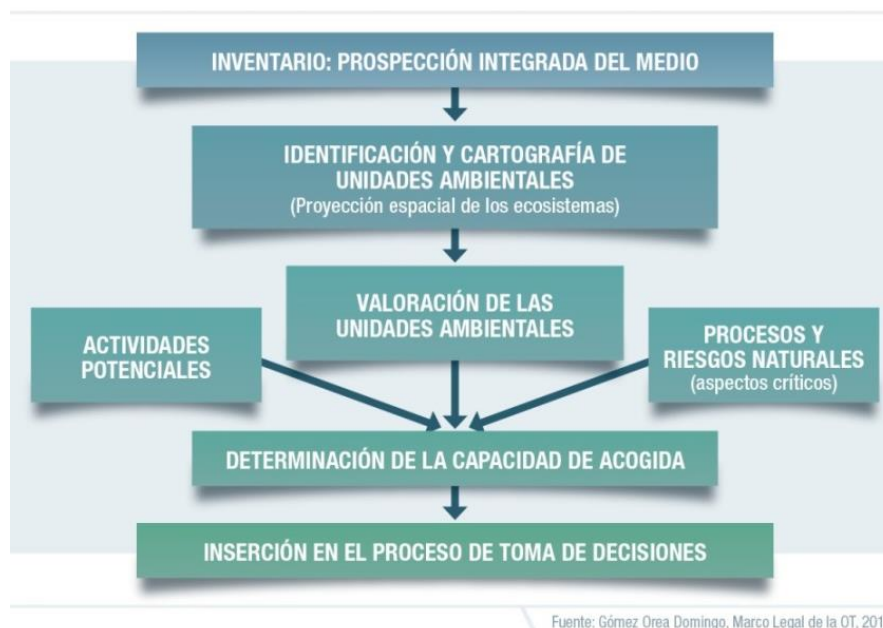 INVENTARIO: PROSPECCIÓN INTEGRADA DEL MEDIO
IDENTIFICACIÓN Y CARTOGRAFÍA DE
UNIDADES AMBIENTALES
(Proyección espacial de los ecosistemas)
VALORACIÓN DE LAS
UNIDADES AMBIENTALES
ACTIVIDADES
POTENCIALES
PROCESOS Y
RIESGOS NATURALES
(aspectos críticos)
DETERMINACIÓN DE LA CAPACIDAD DE ACOGIDA
INSERCIÓN EN EL PROCESO DE TOMA DE DECISIONES
Fuente: Gómez Orea Domingo. Marco Legal de la OT. 201